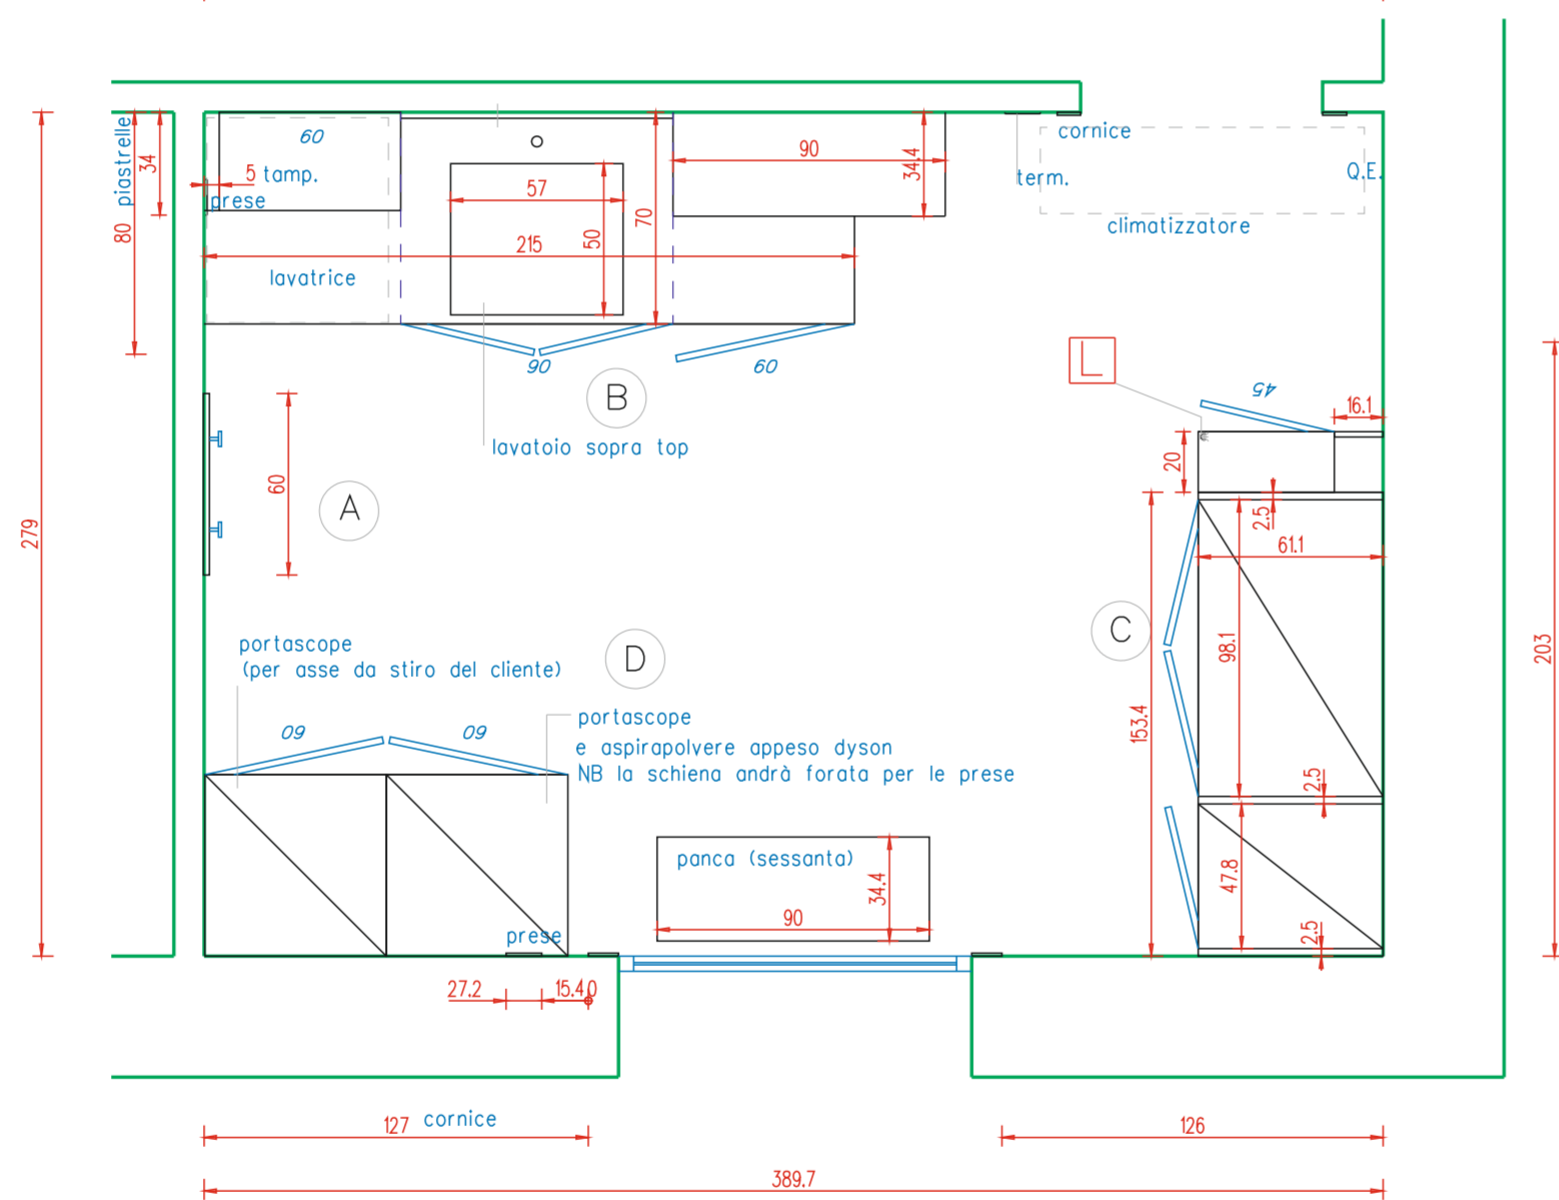 piastrelle
34
80
60
5 tamp.
prese
lavatrice
57
50
70
215
90
34.4
cornice
term.
Q.E.
climatizzatore
90
60
B
lavatoio sopra top
L
45
16.1
20
2.5
61.1
60
A
279
203
C
98.1
153.4
portascope
(per asse da stiro del cliente)
D
60
60
portascope
e aspirapolvere appeso dyson
NB la schiena andrà forata per le prese
2.5
panca (sessanta)
34.4
90
47.8
2.5
prese
27.2
15.4
0
127
cornice
126
389.7